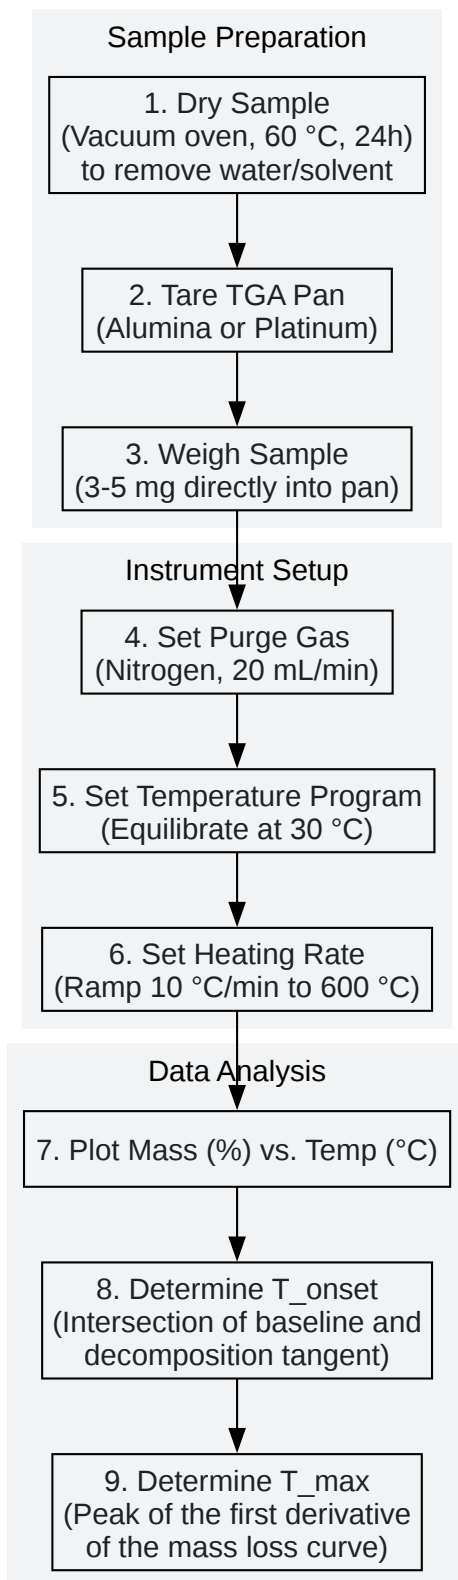 Sample Preparation
1. Dry Sample
(Vacuum oven, 60 °C, 24h)
to remove water/solvent
2. Tare TGA Pan
(Alumina or Platinum)
3. Weigh Sample
(3-5 mg directly into pan)
Instrument Setup
4. Set Purge Gas
(Nitrogen, 20 mL/min)
5. Set Temperature Program
(Equilibrate at 30 °C)
6. Set Heating Rate
(Ramp 10 °C/min to 600 °C)
Data Analysis
7. Plot Mass (%) vs. Temp (°C)
8. Determine T_onset
(Intersection of baseline and
decomposition tangent)
9. Determine T_max
(Peak of the first derivative
of the mass loss curve)